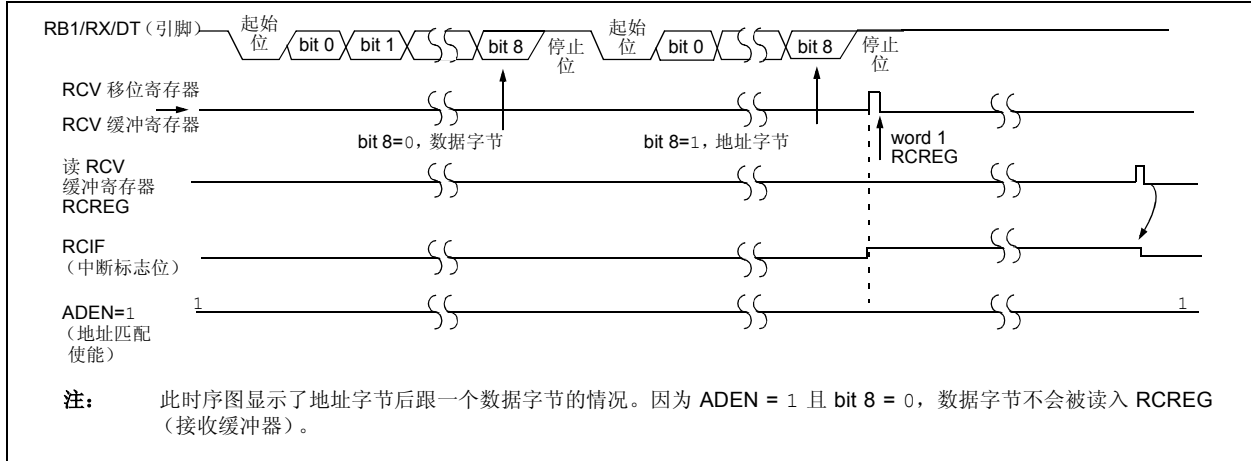 RB1/RX/DT（引脚）
起始
位
bit 0
bit 1
bit 8
停止
位
起始
位
bit 0
bit 8
停止
位
RCV 移位寄存器
RCV 缓冲寄存器
bit 8=0，数据字节
bit 8=1，地址字节
word 1
RCREG
读 RCV
缓冲寄存器
RCREG
RCIF
（中断标志位）
ADEN=1
（地址匹配
使能）
1
1
注： 此时序图显示了地址字节后跟一个数据字节的情况。因为 ADEN = 1 且 bit 8 = 0，数据字节不会被读入 RCREG
（接收缓冲器）。